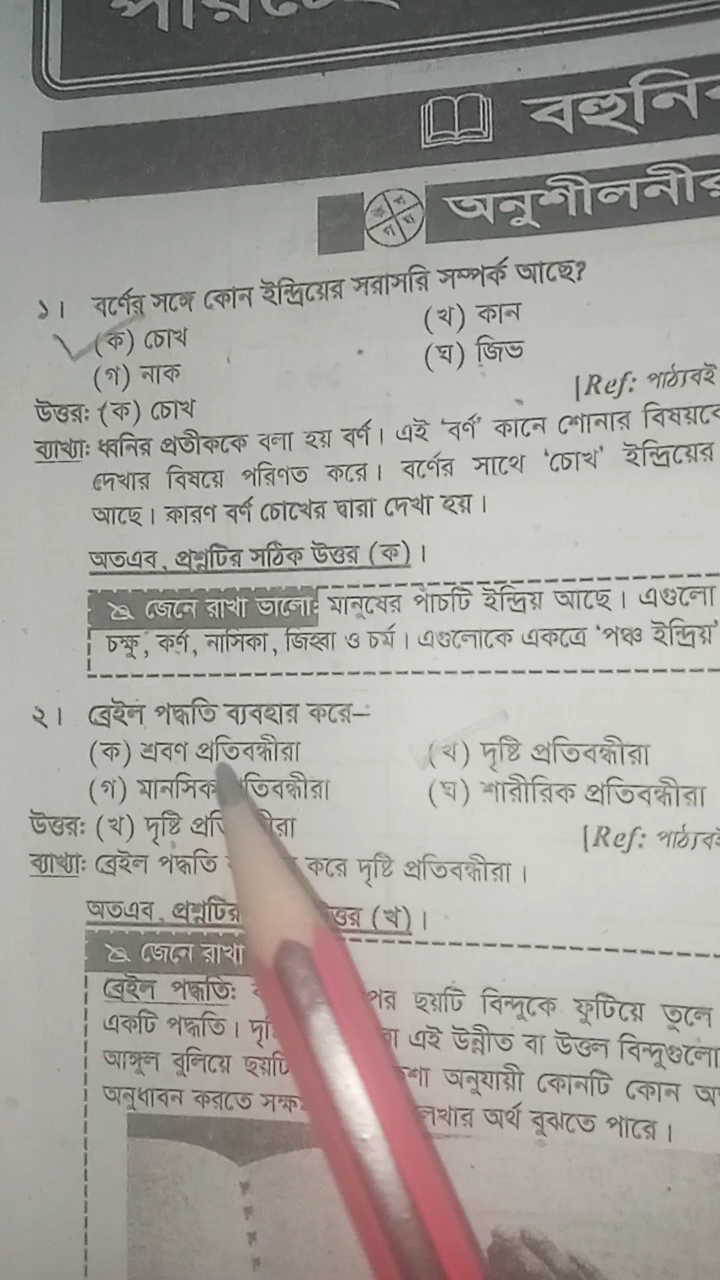 বহুনি
অনুশীলনীর
১। বর্ণের সঙ্গে কোন ইন্দ্রিয়ের সরাসরি সম্পর্ক আছে?
(ক) চোখ (খ) কান
(গ) নাক (ঘ) জিভ
[Ref: পাঠ্যবই
উত্তর: (ক) চোখ
ব্যাখ্যা: ধ্বনির প্রতীককে বলা হয় বর্ণ। এই ‘বর্ণ’ কানে শোনার বিষয়কে
দেখার বিষয়ে পরিণত করে। বর্ণের সাথে ‘চোখ’ ইন্দ্রিয়ের
আছে। কারণ বর্ণ চোখের দ্বারা দেখা হয়।
অতএব, প্রশ্নটির সঠিক উত্তর (ক)।
জেনে রাখা ভালো: মানুষের পাঁচটি ইন্দ্রিয় আছে। এগুলো
চক্ষু, কর্ণ, নাসিকা, জিহ্বা ও চর্ম। এগুলোকে একত্রে ‘পঞ্চ ইন্দ্রিয়’
২। ব্রেইল পদ্ধতি ব্যবহার করে–
(ক) শ্রবণ প্রতিবন্ধীরা (খ) দৃষ্টি প্রতিবন্ধীরা
(গ) মানসিক তিবন্ধীরা (ঘ) শারীরিক প্রতিবন্ধীরা
উত্তর: (খ) দৃষ্টি প্রতি রা
[Ref: পাঠ্যবই
ব্যাখ্যা: ব্রেইল পদ্ধতি করে দৃষ্টি প্রতিবন্ধীরা।
অতএব, প্রশ্নটির উত্তর (খ)।
জেনে রাখা
ব্রেইল পদ্ধতি: পর ছয়টি বিন্দুকে ফুটিয়ে তুলে
একটি পদ্ধতি। এই উন্নীত বা উত্তল বিন্দুগুলো
আঙ্গুল বুলিয়ে ছয়টি অনুযায়ী কোনটি কোন
অনুধাবন করতে লেখার অর্থ বুঝতে পারে।